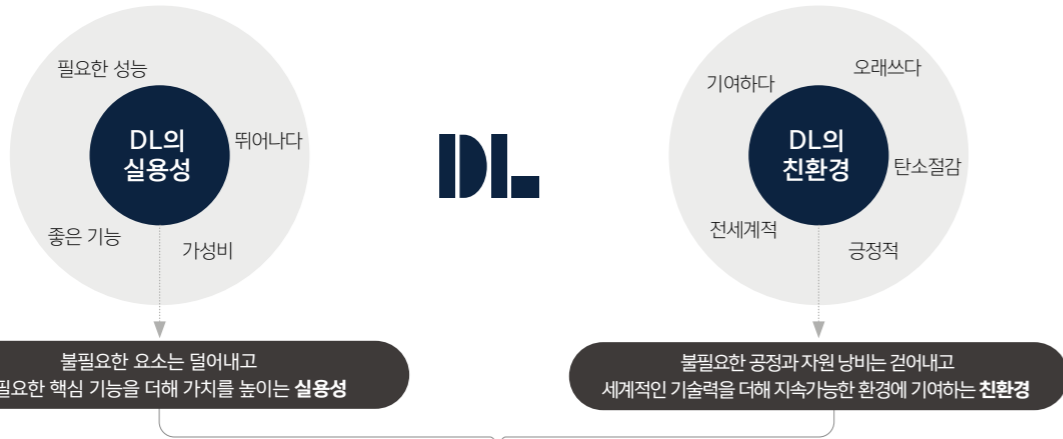 필요한 성능
DL의
실용성
뛰어나다
좋은 기능
가성비
불필요한 요소는 덜어내고
필요한 핵심 기능을 더해 가치를 높이는 실용성
DL
기여하다
오래쓰다
DL의
친환경
탄소절감
전세계적
긍정적
불필요한 공정과 자원 낭비는 걷어내고
세계적인 기술력을 더해 지속가능한 환경에 기여하는 친환경